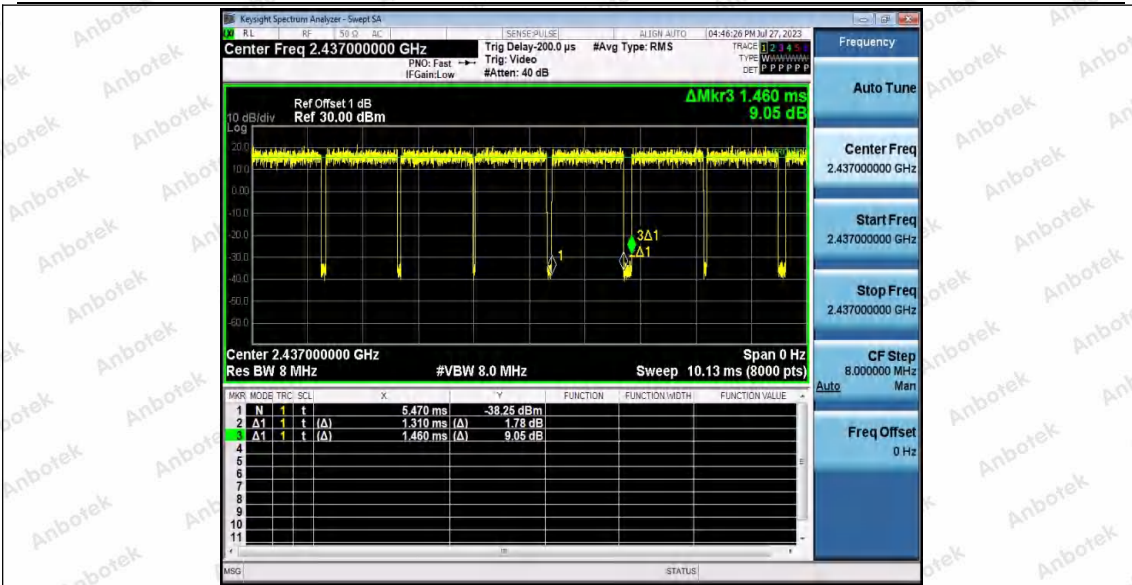 Keysight Spectrum Analyzer - Swept SA
RL RF 50 Ω AC SENSE:PULSE ALIGN AUTO 04:46:26 PM Jul 27, 2023
Center Freq 2.437000000 GHz
PNO: Fast
IFGain:Low
Trig Delay-200.0 µs
Trig: Video
#Atten: 40 dB
#Avg Type: RMS
TRACE 1 2 3 4 5 6
TYPE W
DET P P P P P P
ΔMkr3 1.460 ms
9.05 dB
Ref Offset 1 dB
10 dB/div Ref 30.00 dBm
Log
20.0
10.0
0.00
-10.0
-20.0
-30.0
-40.0
-50.0
-60.0
1
3Δ1
Δ1
Center 2.437000000 GHz Span 0 Hz
Res BW 8 MHz #VBW 8.0 MHz Sweep 10.13 ms (8000 pts)
MKR MODE TRC SCL X Y FUNCTION FUNCTION WIDTH FUNCTION VALUE
1 N 1 t 5.470 ms -38.25 dBm
2 Δ1 1 t (Δ) 1.310 ms (Δ) 1.78 dB
3 Δ1 1 t (Δ) 1.460 ms (Δ) 9.05 dB
4
5
6
7
8
9
10
11
MSG STATUS
Frequency
Auto Tune
Center Freq
2.437000000 GHz
Start Freq
2.437000000 GHz
Stop Freq
2.437000000 GHz
CF Step
8.000000 MHz
Auto Man
Freq Offset
0 Hz
Anbotek